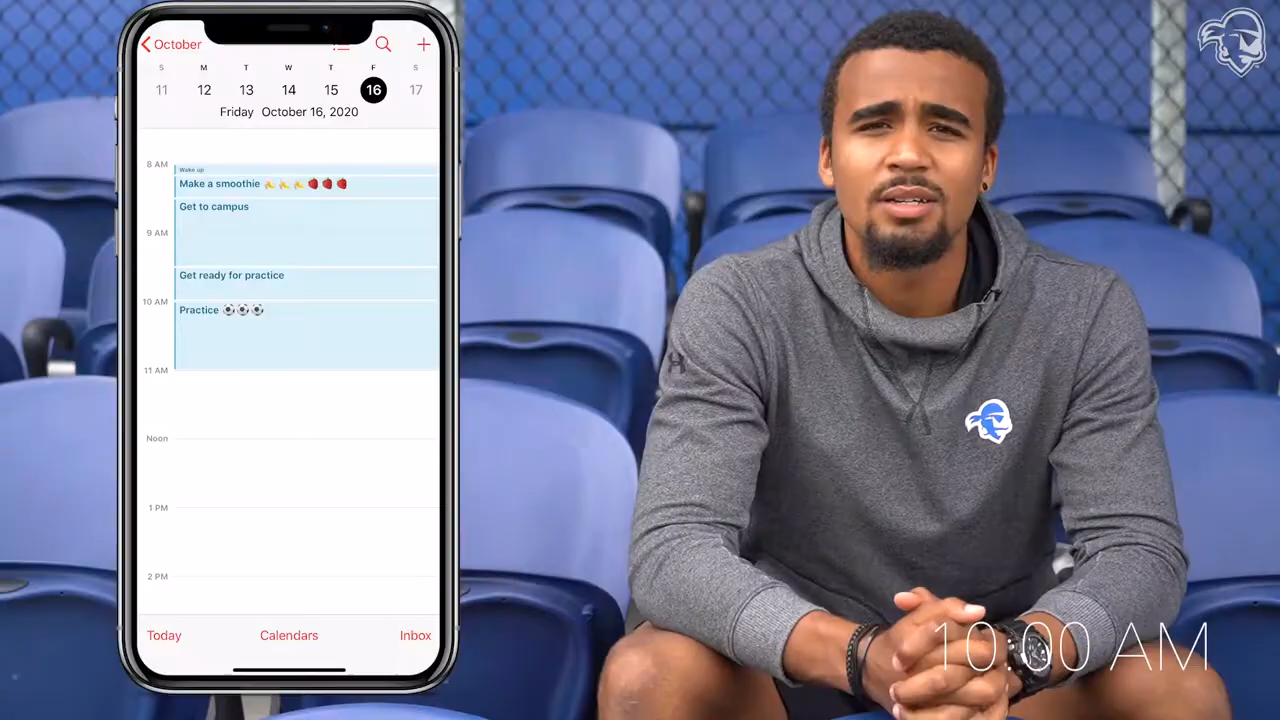 October
S M T W T F S
11 12 13 14 15 16 17
Friday October 16, 2020
8 AM
Wake up
Make a smoothie 🍌🍌🍌🍓🍓🍓
Get to campus
9 AM
Get ready for practice
10 AM
Practice ⚽⚽⚽
11 AM
Noon
1 PM
2 PM
Today Calendars Inbox
10:00 AM